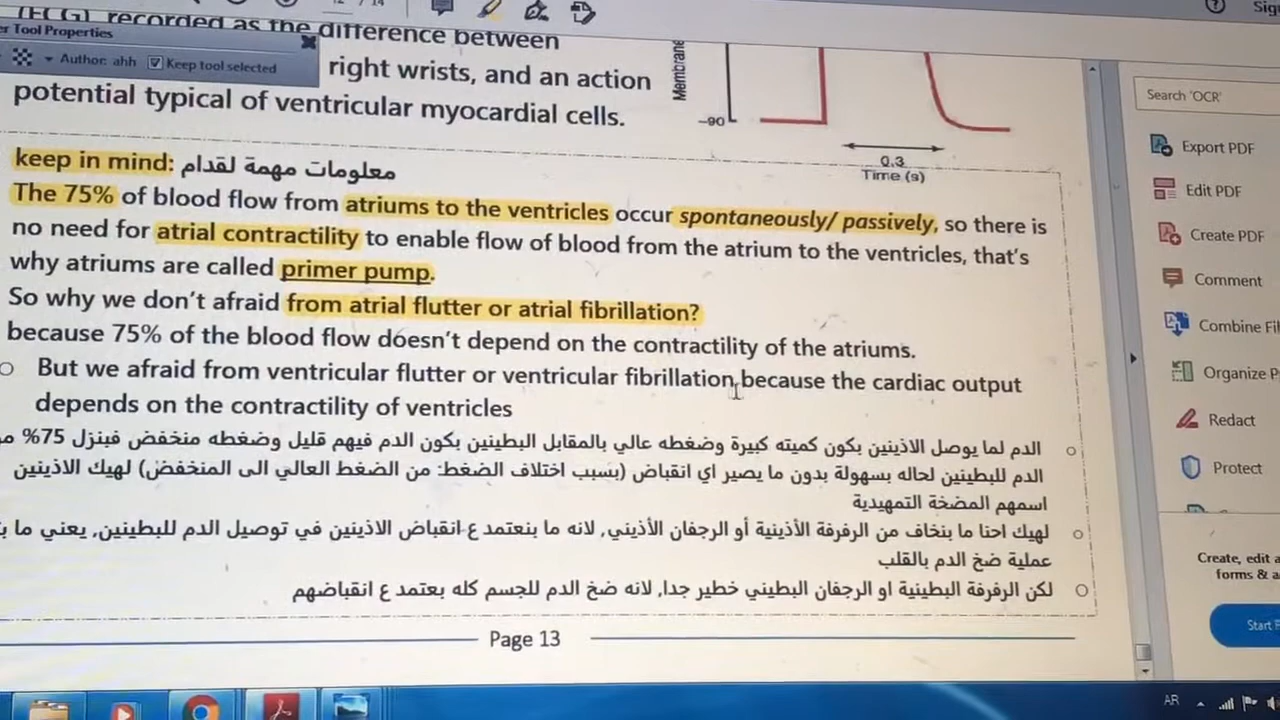 (ECG) recorded as the difference between
Tool Properties
Author: ahh
Keep tool selected
right wrists, and an action
potential typical of ventricular myocardial cells.
Membrane
-90
0.3
Time (s)
keep in mind: معلومات مهمة لقدام
The 75% of blood flow from atriums to the ventricles occur spontaneously/ passively, so there is
no need for atrial contractility to enable flow of blood from the atrium to the ventricles, that's
why atriums are called primer pump.
So why we don't afraid from atrial flutter or atrial fibrillation?
because 75% of the blood flow doesn't depend on the contractility of the atriums.
But we afraid from ventricular flutter or ventricular fibrillation because the cardiac output
depends on the contractility of ventricles
الدم لما يوصل الاذينين بكون كميته كبيرة وضغطه عالي بالمقابل البطينين بكون الدم فيهم قليل وضغطه منخفض فبنزل 75%
الدم للبطينين لحاله بسهولة بدون ما يصير اي انقباض (بسبب اختلاف الضغط: من الضغط العالي الى المنخفض) لهيك الاذينين
اسمهم المضخة التمهيدية
لهيك احنا ما بنخاف من الرفرفة الأذينية أو الرجفان الأذيني, لانه ما بنعتمد ع انقباض الاذينين في توصيل الدم للبطينين, يعني ما
عملية ضخ الدم بالقلب
لكن الرفرفة البطينية او الرجفان البطيني خطير جدا, لانه ضخ الدم للجسم كله بعتمد ع انقباضهم
Page 13
Search 'OCR'
Export PDF
Edit PDF
Create PDF
Comment
Combine
Organize
Redact
Protect
Create, edit
forms &
Start
AR